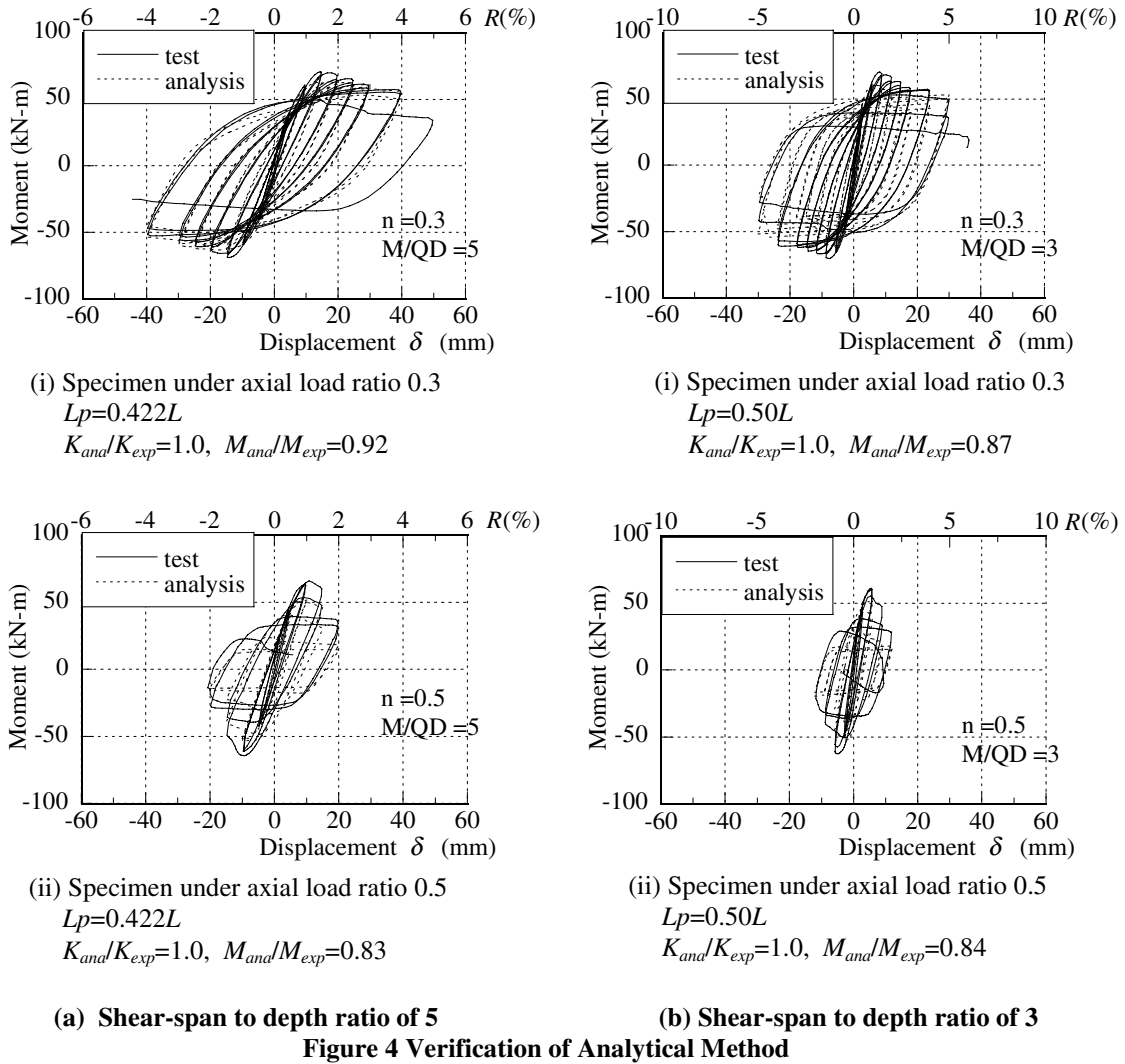 -6 -4 -2 0 2 4 6 R(%)
100
50
0
-50
-100
Moment (kN-m)
test
analysis
n =0.3
M/QD =5
-60 -40 -20 0 20 40 60
Displacement δ (mm)
(i) Specimen under axial load ratio 0.3
Lp=0.422L
Kana/Kexp=1.0, Mana/Mexp=0.92
-10 -5 0 5 10 R(%)
100
50
0
-50
-100
Moment (kN-m)
test
analysis
n =0.3
M/QD =3
-60 -40 -20 0 20 40 60
Displacement δ (mm)
(i) Specimen under axial load ratio 0.3
Lp=0.50L
Kana/Kexp=1.0, Mana/Mexp=0.87
-6 -4 -2 0 2 4 6 R(%)
100
50
0
-50
-100
Moment (kN-m)
test
analysis
n =0.5
M/QD =5
-60 -40 -20 0 20 40 60
Displacement δ (mm)
(ii) Specimen under axial load ratio 0.5
Lp=0.422L
Kana/Kexp=1.0, Mana/Mexp=0.83
-10 -5 0 5 10 R(%)
100
50
0
-50
-100
Moment (kN-m)
test
analysis
n =0.5
M/QD =3
-60 -40 -20 0 20 40 60
Displacement δ (mm)
(ii) Specimen under axial load ratio 0.5
Lp=0.50L
Kana/Kexp=1.0, Mana/Mexp=0.84
(a) Shear-span to depth ratio of 5
(b) Shear-span to depth ratio of 3
Figure 4 Verification of Analytical Method